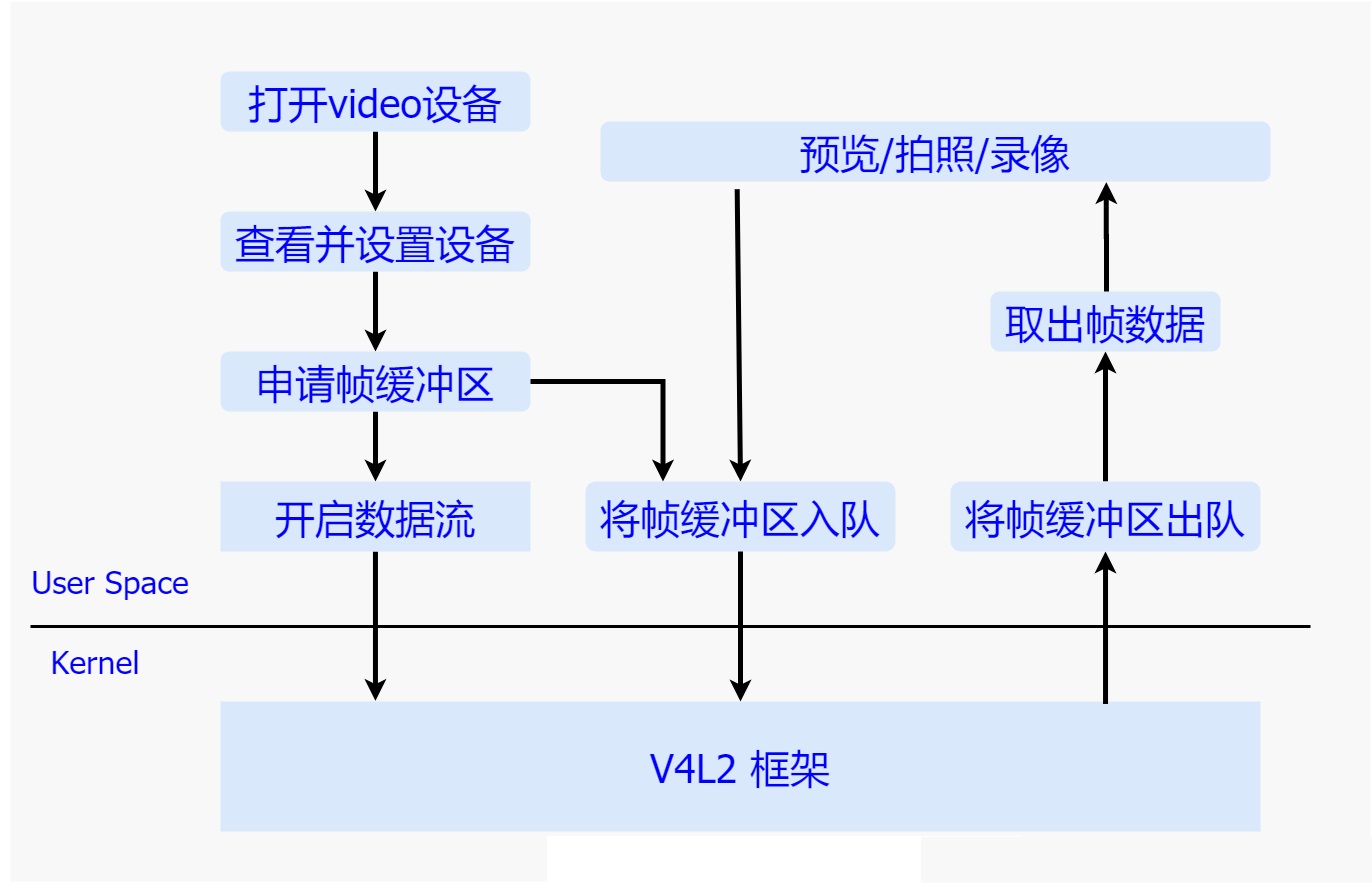 打开video设备
预览/拍照/录像
查看并设置设备
取出帧数据
申请帧缓冲区
开启数据流
将帧缓冲区入队
将帧缓冲区出队
User Space
Kernel
V4L2 框架